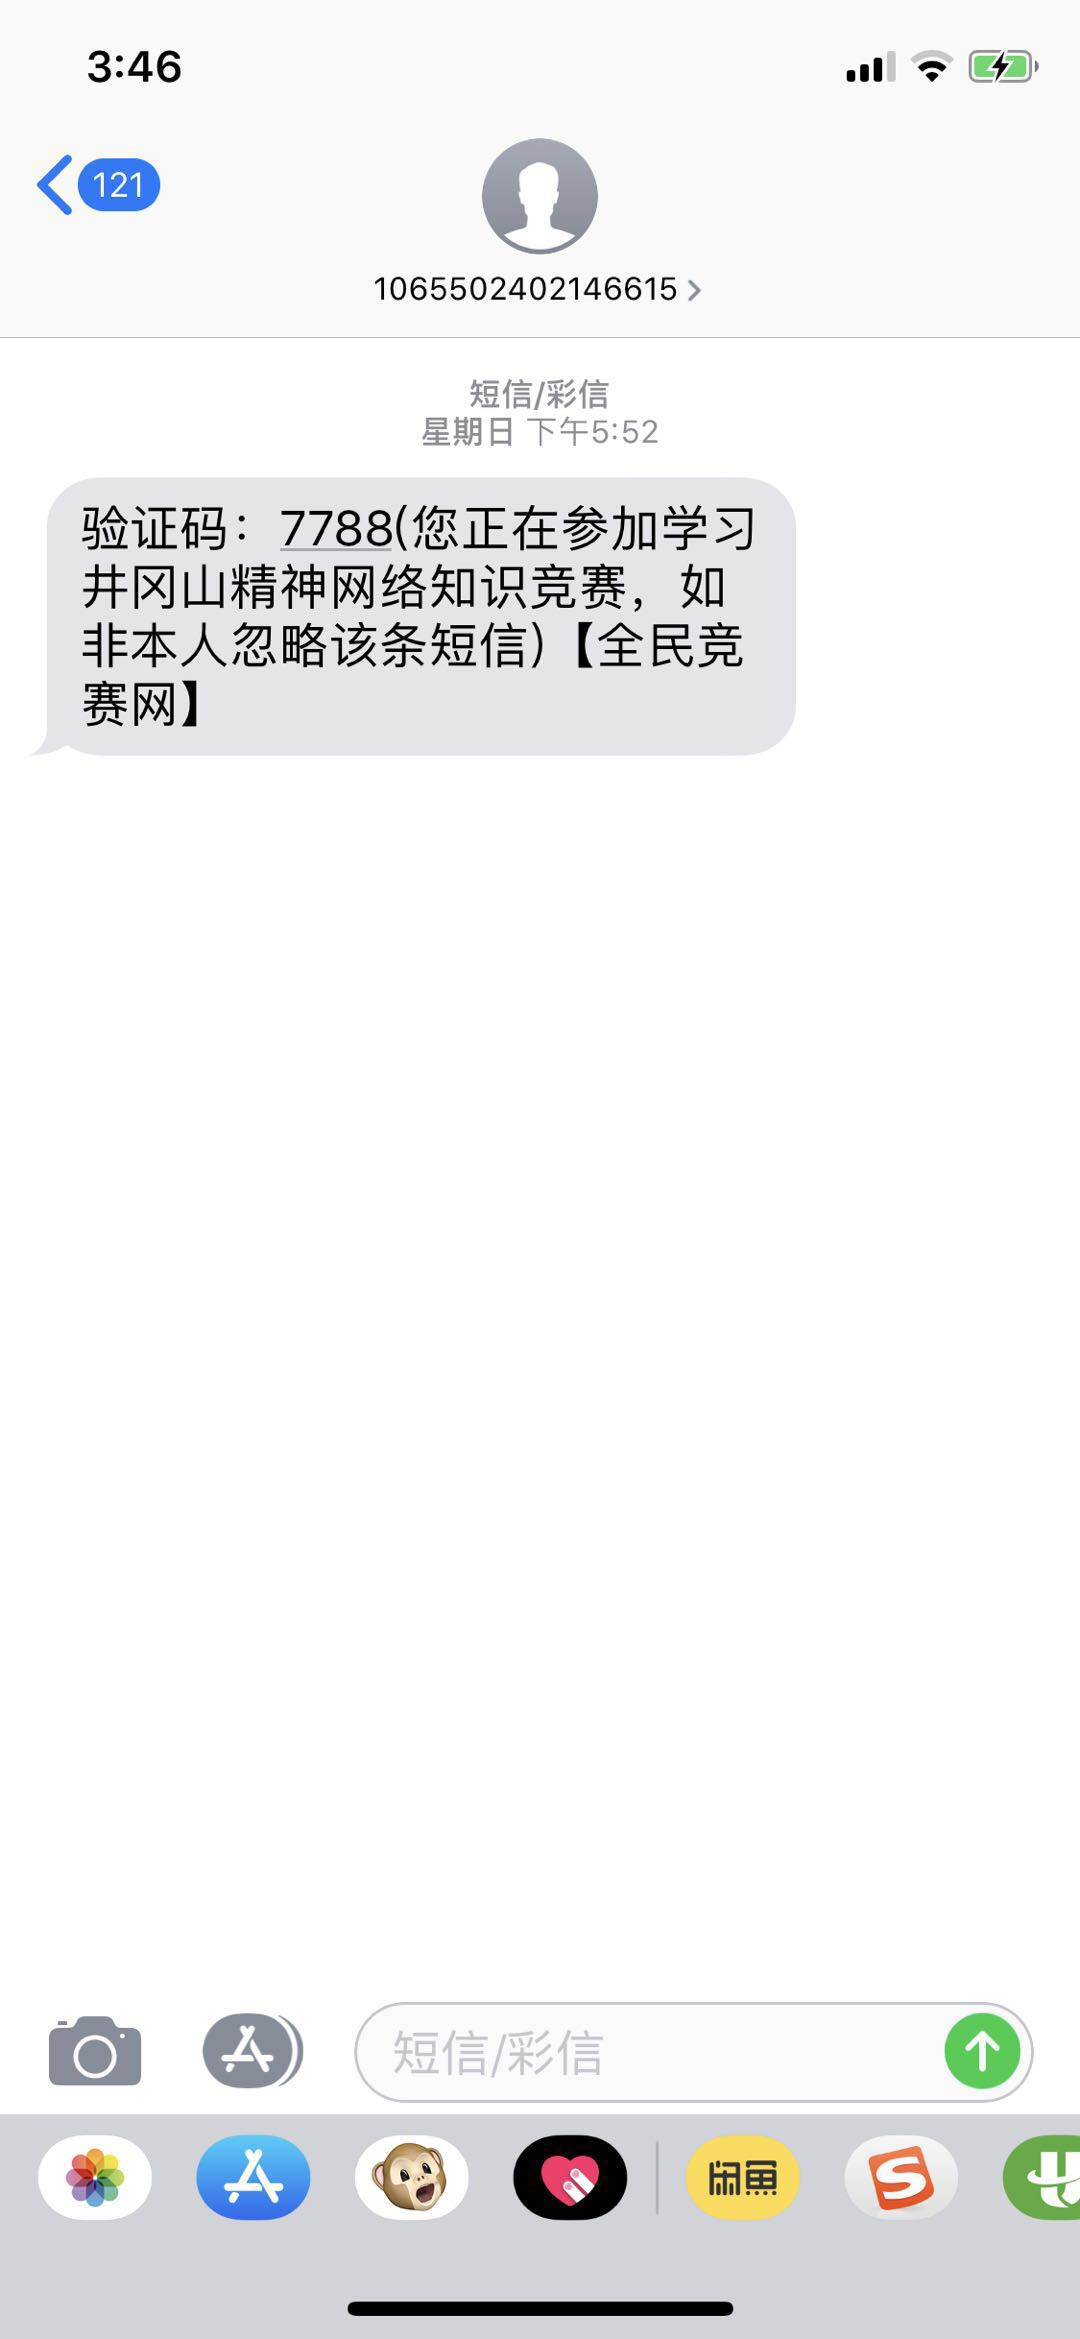 3:46
121
1065502402146615
短信/彩信
星期日 下午5:52
验证码：7788(您正在参加学习
井冈山精神网络知识竞赛，如
非本人忽略该条短信)【全民竞
赛网】
短信/彩信
闲鱼